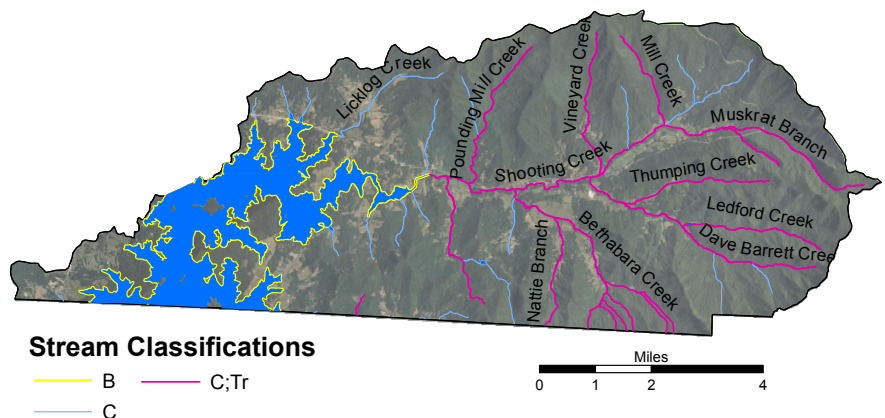 Licklog Creek
Pounding Mill Creek
Vineyard Creek
Mill Creek
Muskrat Branch
Shooting Creek
Thumping Creek
Ledford Creek
Dave Barrett Cree
Bethabara Creek
Nattie Branch
Stream Classifications
B
C;Tr
C
Miles
0 1 2 4